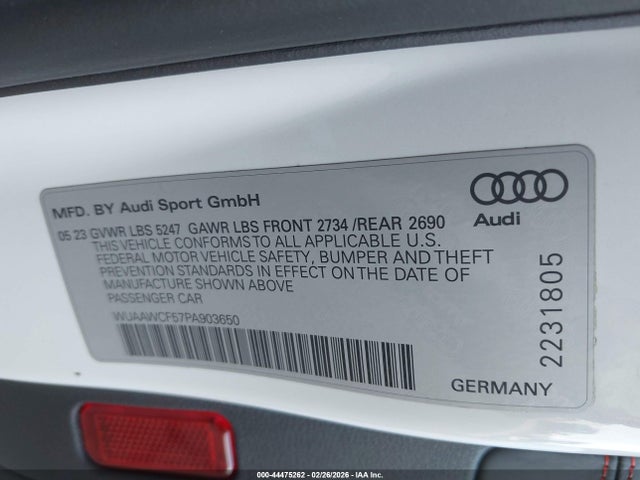 MFD. BY Audi Sport GmbH
05 23 GVWR LBS 5247 GAWR LBS FRONT 2734 /REAR 2690
THIS VEHICLE CONFORMS TO ALL APPLICABLE U.S.
FEDERAL MOTOR VEHICLE SAFETY, BUMPER AND THEFT
PREVENTION STANDARDS IN EFFECT ON THE DATE OF
MANUFACTURE SHOWN ABOVE
PASSENGER CAR
WUAAWCF57PA903650
Audi
2231805
GERMANY
000-44475262 - 02/26/2026 - IAA Inc.